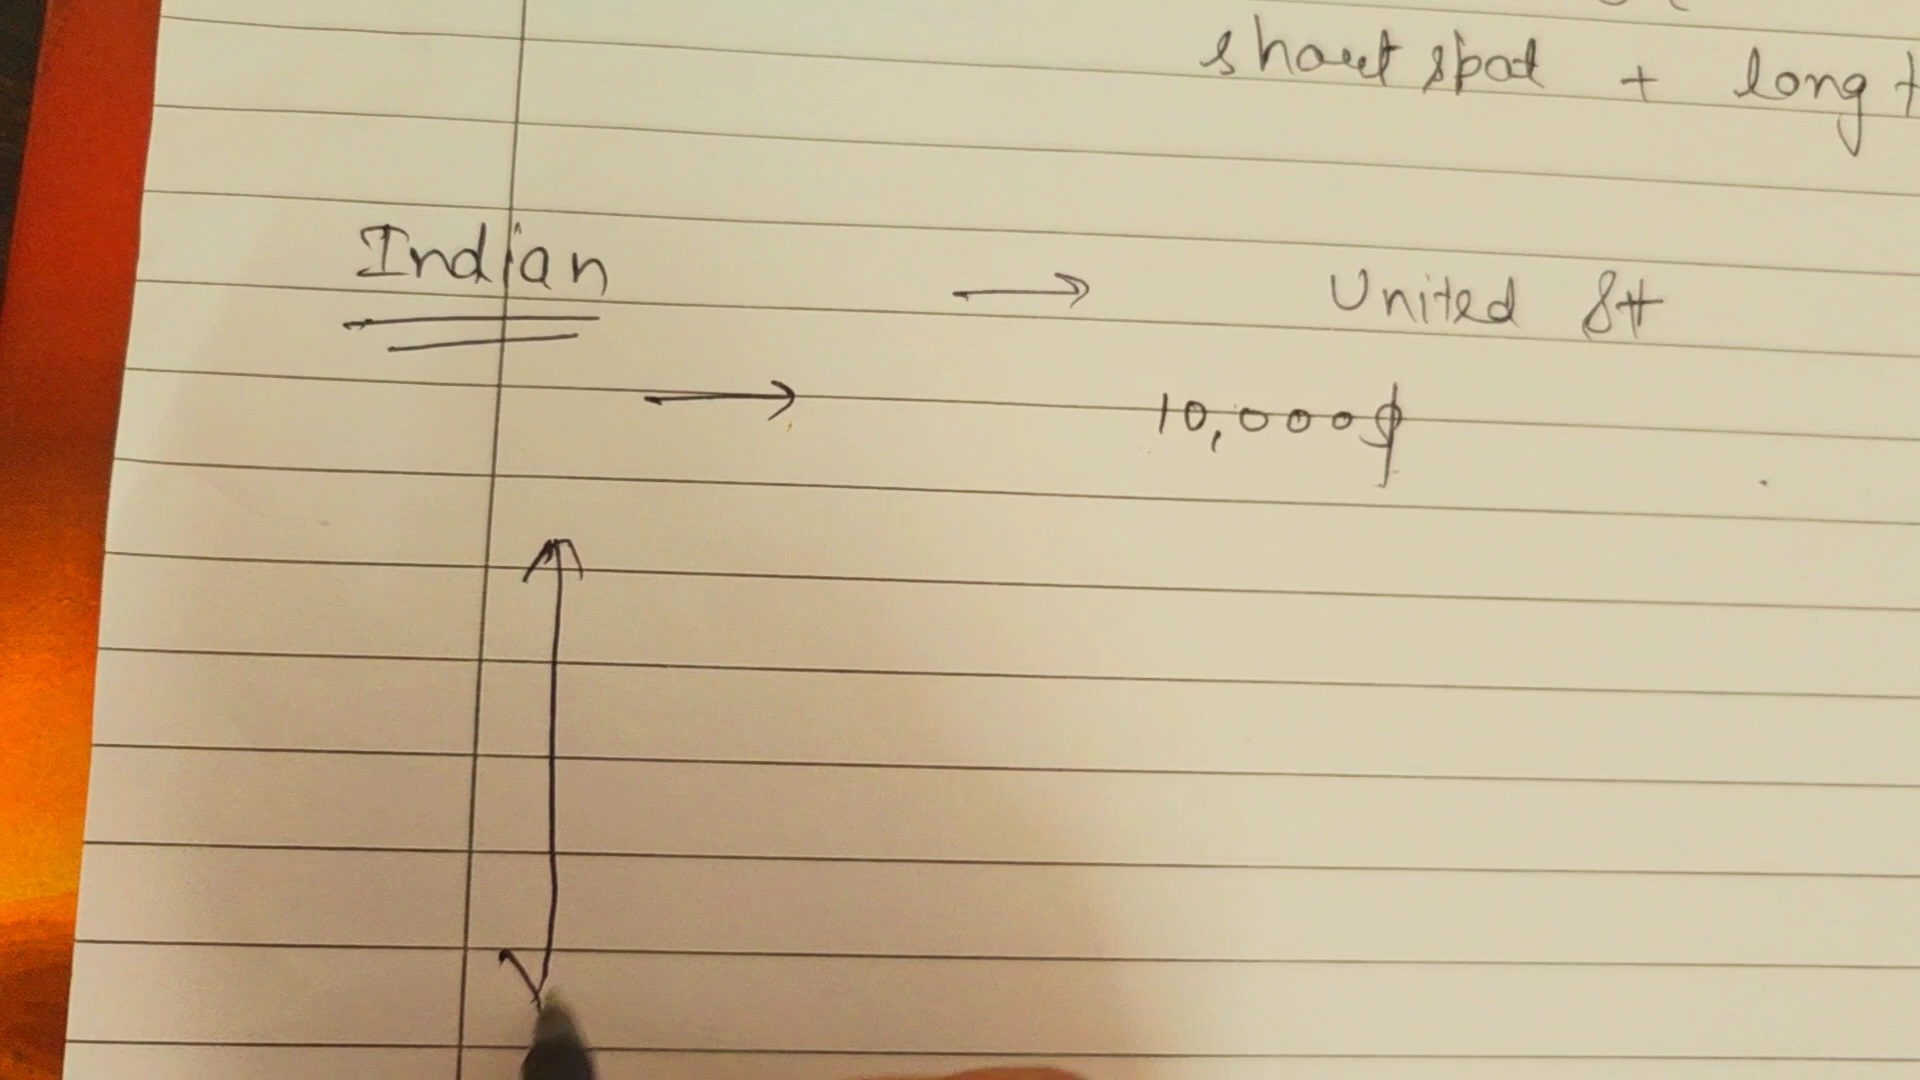 short spot + long
Indian → United St
→ 10,000$